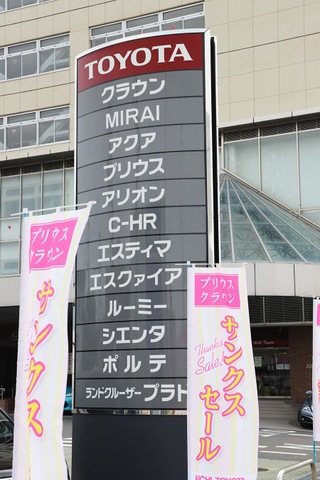 TOYOTA
クラウン
MIRAI
アクア
プリウス
アリオン
C-HR
エスティマ
エスクァイア
ルーミー
シエンタ
ポルテ
ランドクルーザープラド
プリウス
クラウン
サンクス
プリウス
クラウン
Thanks
Sale!
サンクス
セール